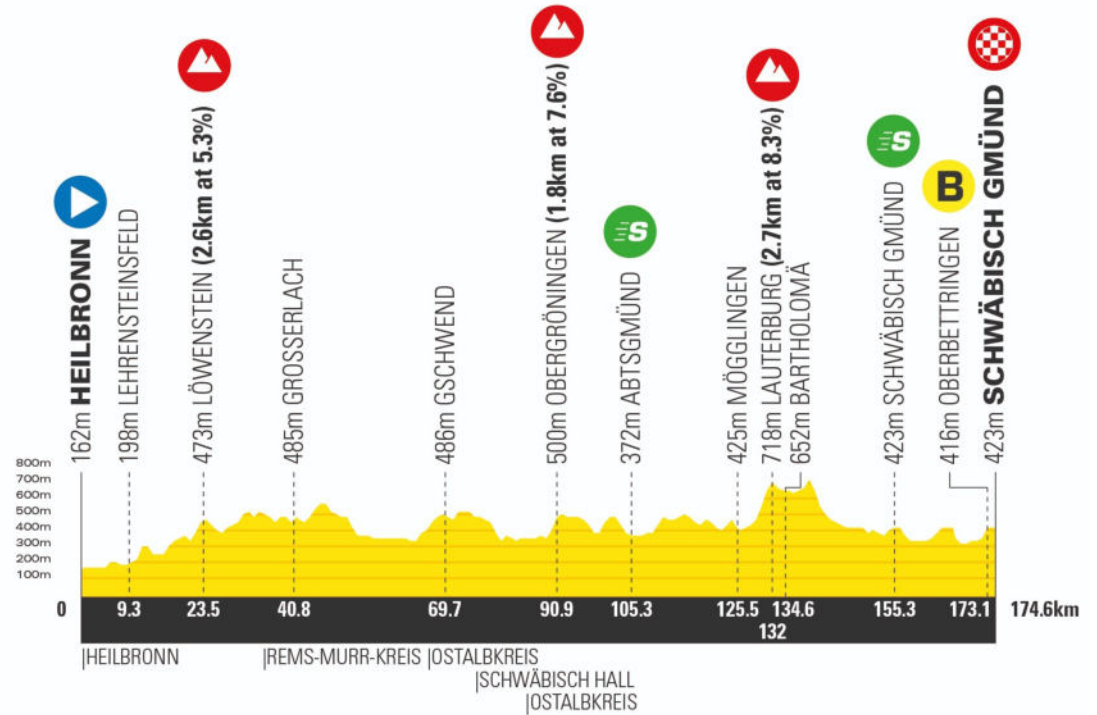 162m HEILBRONN
198m LEHRENSTEINSFELD
473m LÖWENSTEIN (2.6km at 5.3%)
485m GROSSERLACH
486m GSCHWEND
500m OBERGRÖNINGEN (1.8km at 7.6%)
S
372m ABTSGMÜND
425m MÖGGLINGEN
718m LAUTERBURG (2.7km at 8.3%)
652m BARTHOLOMÄ
S
423m SCHWÄBISCH GMÜND
B
416m OBERBETTRINGEN
423m SCHWÄBISCH GMÜND
800m
700m
600m
500m
400m
300m
200m
100m
0 9.3 23.5 40.8 69.7 90.9 105.3 125.5 134.6 155.3 173.1 174.6km
132
|HEILBRONN |REMS-MURR-KREIS |OSTALBKREIS
|SCHWÄBISCH HALL
|OSTALBKREIS